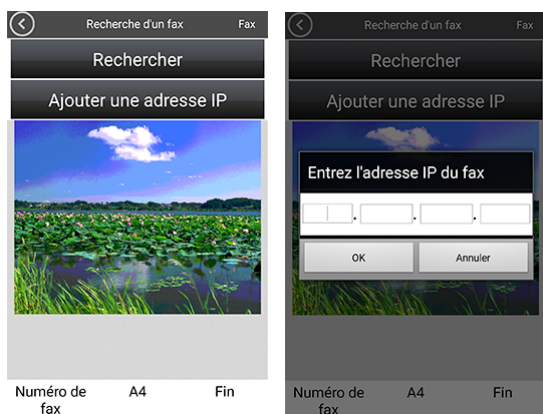 Recherche d'un fax Fax
Rechercher
Ajouter une adresse IP
Numéro de fax A4 Fin
Recherche d'un fax Fax
Rechercher
Ajouter une adresse IP
Entrez l'adresse IP du fax
. . .
OK Annuler
Numéro de fax A4 Fin